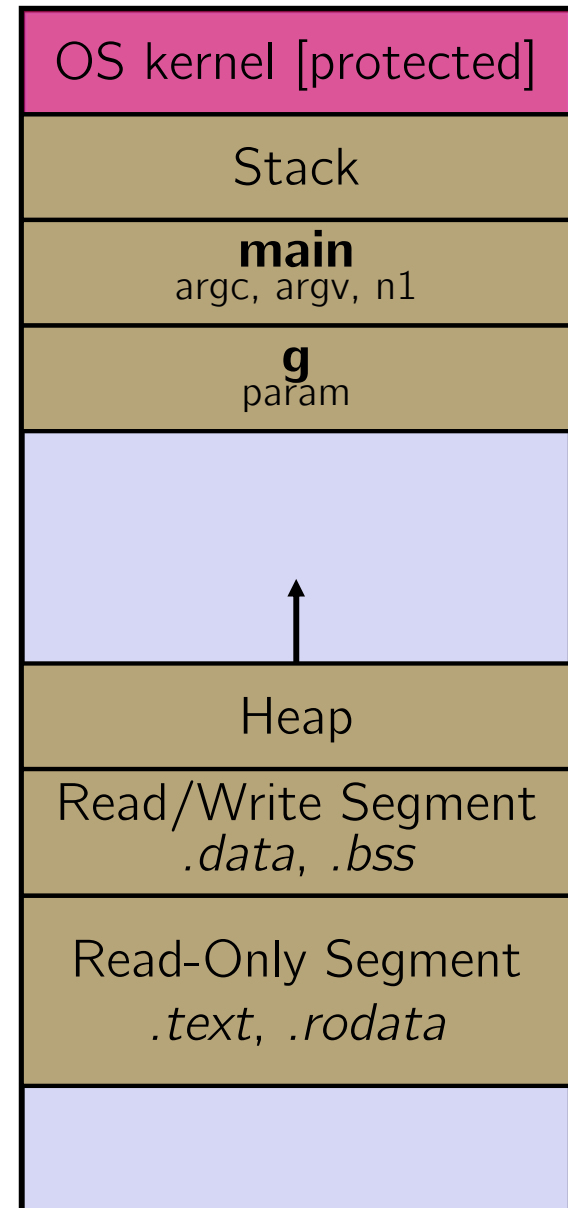 OS kernel [protected]
Stack
main
argc, argv, n1
g
param
Heap
Read/Write Segment
.data, .bss
Read-Only Segment
.text, .rodata